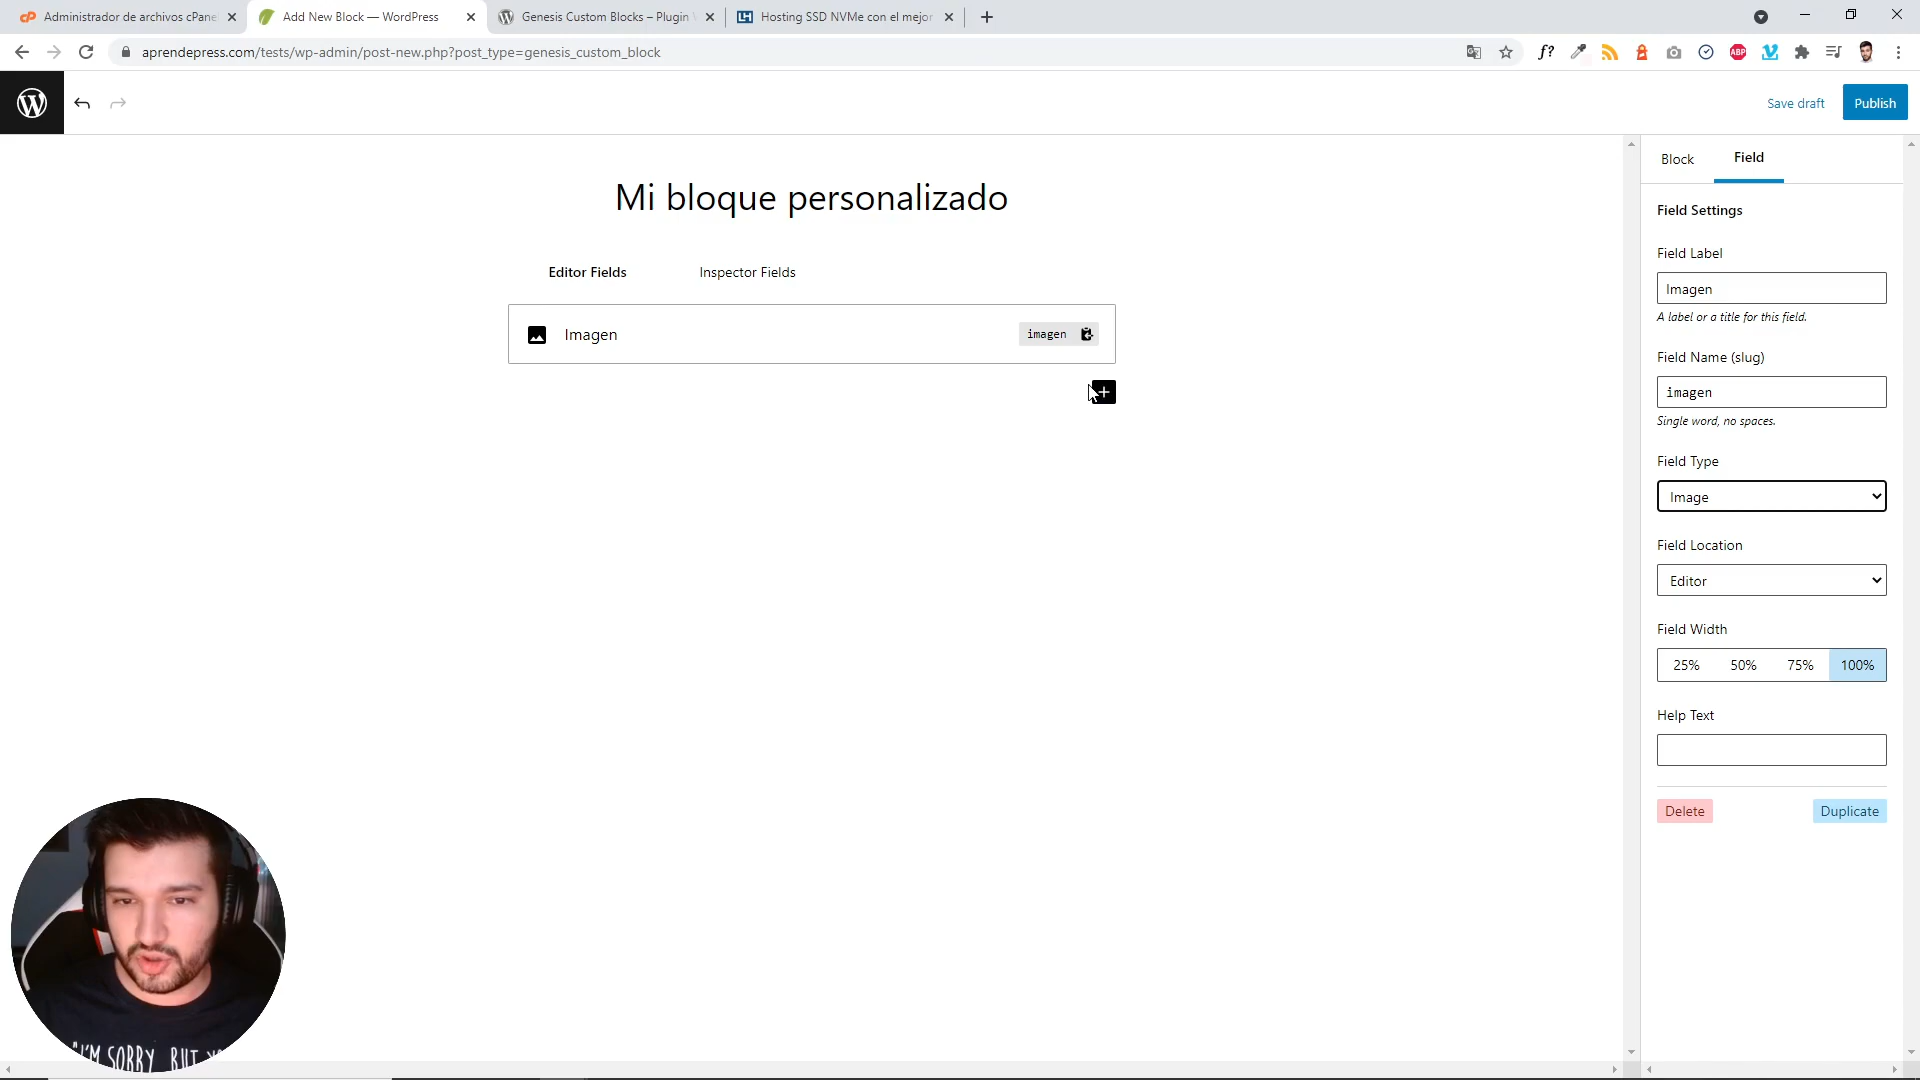 Administrador de archivos cPane
Add New Block — WordPress
Genesis Custom Blocks – Plugin
Hosting SSD NVMe con el mejor
aprendepress.com/tests/wp-admin/post-new.php?post_type=genesis_custom_block
f?
ABP
Save draft
Publish
Block
Field
Mi bloque personalizado
Field Settings
Editor Fields
Inspector Fields
Field Label
Imagen
A label or a title for this field.
Imagen
imagen
Field Name (slug)
imagen
Single word, no spaces.
Field Type
Image
Field Location
Editor
Field Width
25%
50%
75%
100%
Help Text
Delete
Duplicate
I'M SORRY, BUT